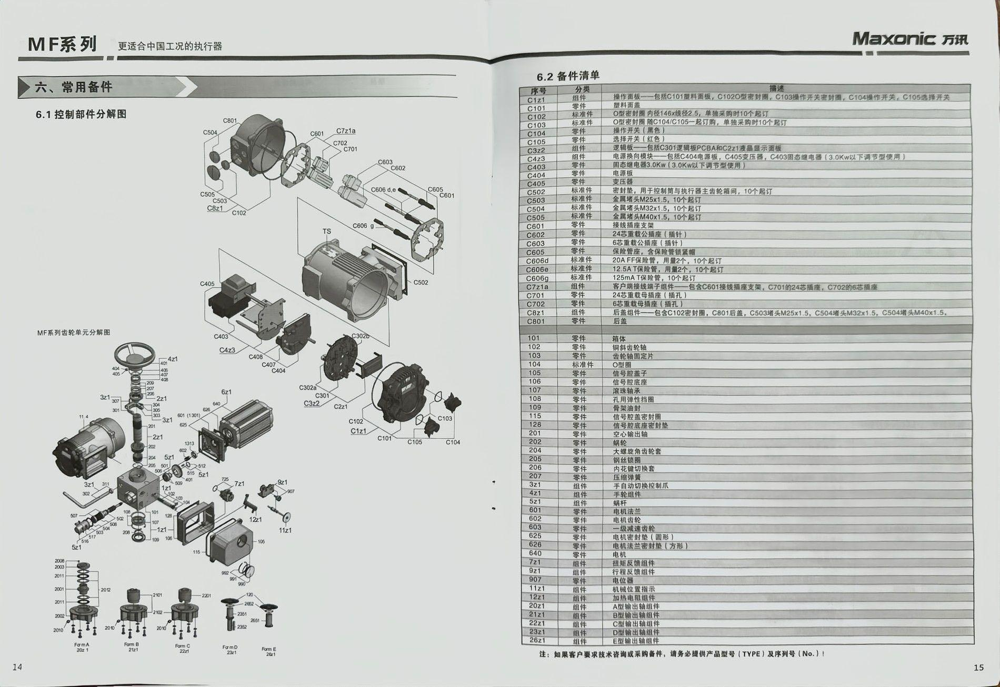 MF系列 更适合中国工况的执行器
六、常用备件
6.1 控制部件分解图
C801
C504
C601
C7z1a
C702
C701
C603
C602
C606 d,e
C605
C601
C505
C503
C8z1
C102
C606 g
TS
C502
C405
C403
C4z3
C408
C407
C404
C302b
C302a
C301
C3z2
C2z1
C102
C1z1
C101
C103
C105
C104
MF系列齿轮单元分解图
4z1
401
404
405
406
407
408
209
207
206
2z1
3z1
307
301
304
305
303
3z1
11.4
201
2z1
202
204
205
6z1
640
626
601 (1301)
625
1313
602
5z1
501
506
512
515
5z1
401
509
3z1
311
302
1z1
102
103
104
725
7z1
9z1
907
12z1
11z1
507
502
508
504
503
517
516
5z1
108
101
107
1z1
208
109
128
106
115
105
992
991
990
2008
2003
2011
2001
2012
2011
2002
2010
2101
2102
2010
2201
2010
120
2652
2351
2352
2651
Form A
20z 1
Form B
21z1
Form C
22z1
Form D
23z1
Form E
26z1
14
Maxonic 万讯
6.2 备件清单
序号 分类 描述
C1z1 组件 操作面板——包括C101塑料面板，C102O型密封圈，C103操作开关密封圈，C104操作开关，C105选择开关
C101 零件 塑料面盖
C102 标准件 O型密封圈 内径146x线径2.5，单独采购时10个起订
C103 标准件 O型密封圈 随C104/C105一起订购，单独采购时10个起订
C104 零件 操作开关（黑色）
C105 零件 选择开关（红色）
C3z2 组件 逻辑板——包括C301逻辑板PCBA和C2z1液晶显示面板
C4z3 组件 电源换向模块——包括C404电源板，C405变压器，C403固态继电器（3.0Kw以下调节型使用）
C403 零件 固态继电器3.0Kw（3.0Kw以下调节型使用）
C404 零件 电源板
C405 零件 变压器
C502 标准件 密封垫，用于控制筒与执行器主齿轮箱间，10个起订
C503 标准件 金属堵头M25x1.5，10个起订
C504 标准件 金属堵头M32x1.5，10个起订
C505 标准件 金属堵头M40x1.5，10个起订
C601 零件 接线插座支架
C602 零件 24芯重载公插座（插针）
C603 零件 6芯重载公插座（插针）
C605 零件 保险管座，含保险管锁紧帽
C606d 标准件 20A FF保险管，用量2个，10个起订
C606e 标准件 12.5A T保险管，用量2个，10个起订
C606g 标准件 125mA T保险管，10个起订
C7z1a 组件 客户端接线端子组件——包含C601接线插座支架，C701的24芯插座，C702的6芯插座
C701 零件 24芯重载母插座（插孔）
C702 零件 6芯重载母插座（插孔）
C8z1 组件 后盖组件——包含C102密封圈，C801后盖，C503堵头M25x1.5，C504堵头M32x1.5，C504堵头M40x1.5。
C801 零件 后盖
101 零件 箱体
102 零件 铜斜齿轮轴
103 零件 齿轮轴固定片
104 标准件 O型圈
105 零件 信号腔盖子
106 零件 信号腔底座
107 零件 滚珠轴承
108 零件 孔用弹性挡圈
109 零件 骨架油封
115 零件 信号腔盖密封圈
128 零件 信号腔底座密封垫
201 零件 空心输出轴
202 零件 蜗轮
204 零件 大螺旋角齿轮套
205 零件 钢丝锁圈
206 零件 内花键切换套
207 零件 压缩弹簧
3z1 组件 手自动切换控制爪
4z1 组件 手轮组件
5z1 组件 蜗杆
601 零件 电机法兰
602 零件 电机齿轮
603 零件 一级减速齿轮
625 零件 电机密封垫（圆形）
626 零件 电机法兰密封垫（方形）
640 零件 电机
7z1 组件 扭矩反馈组件
9z1 组件 行程反馈组件
907 零件 电位器
11z1 组件 机械位置指示
12z1 组件 加热电阻组件
20z1 组件 A型输出轴组件
21z1 组件 B型输出轴组件
22z1 组件 C型输出轴组件
23z1 组件 D型输出轴组件
26z1 组件 E型输出轴组件
注：如果客户要求技术咨询或采购备件，请务必提供产品型号（TYPE）及序列号（No.）！
15